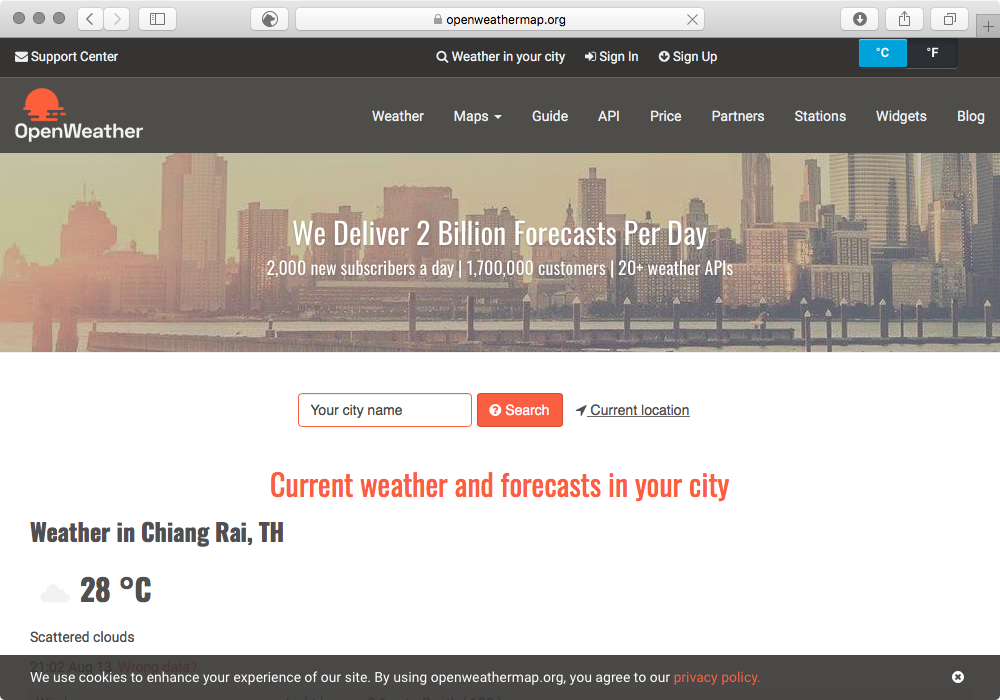 openweathermap.org
Support Center
Weather in your city
Sign In
Sign Up
°C
°F
OpenWeather
Weather
Maps
Guide
API
Price
Partners
Stations
Widgets
Blog
We Deliver 2 Billion Forecasts Per Day
2,000 new subscribers a day | 1,700,000 customers | 20+ weather APIs
Your city name
Search
Current location
Current weather and forecasts in your city
Weather in Chiang Rai, TH
28 °C
Scattered clouds
21:02 Aug 13 Wrong data?
We use cookies to enhance your experience of our site. By using openweathermap.org, you agree to our privacy policy.